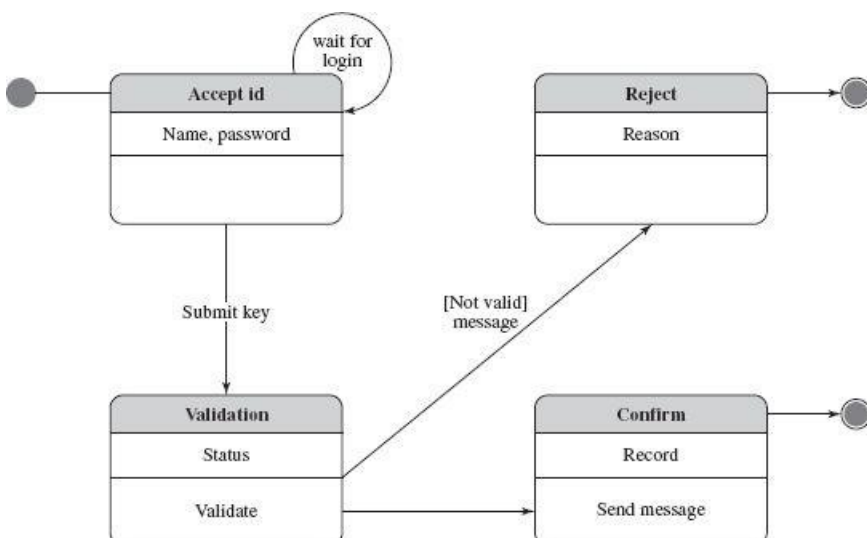 wait for
login
Accept id
Name, password
Reject
Reason
Submit key
[Not valid]
message
Validation
Status
Validate
Confirm
Record
Send message